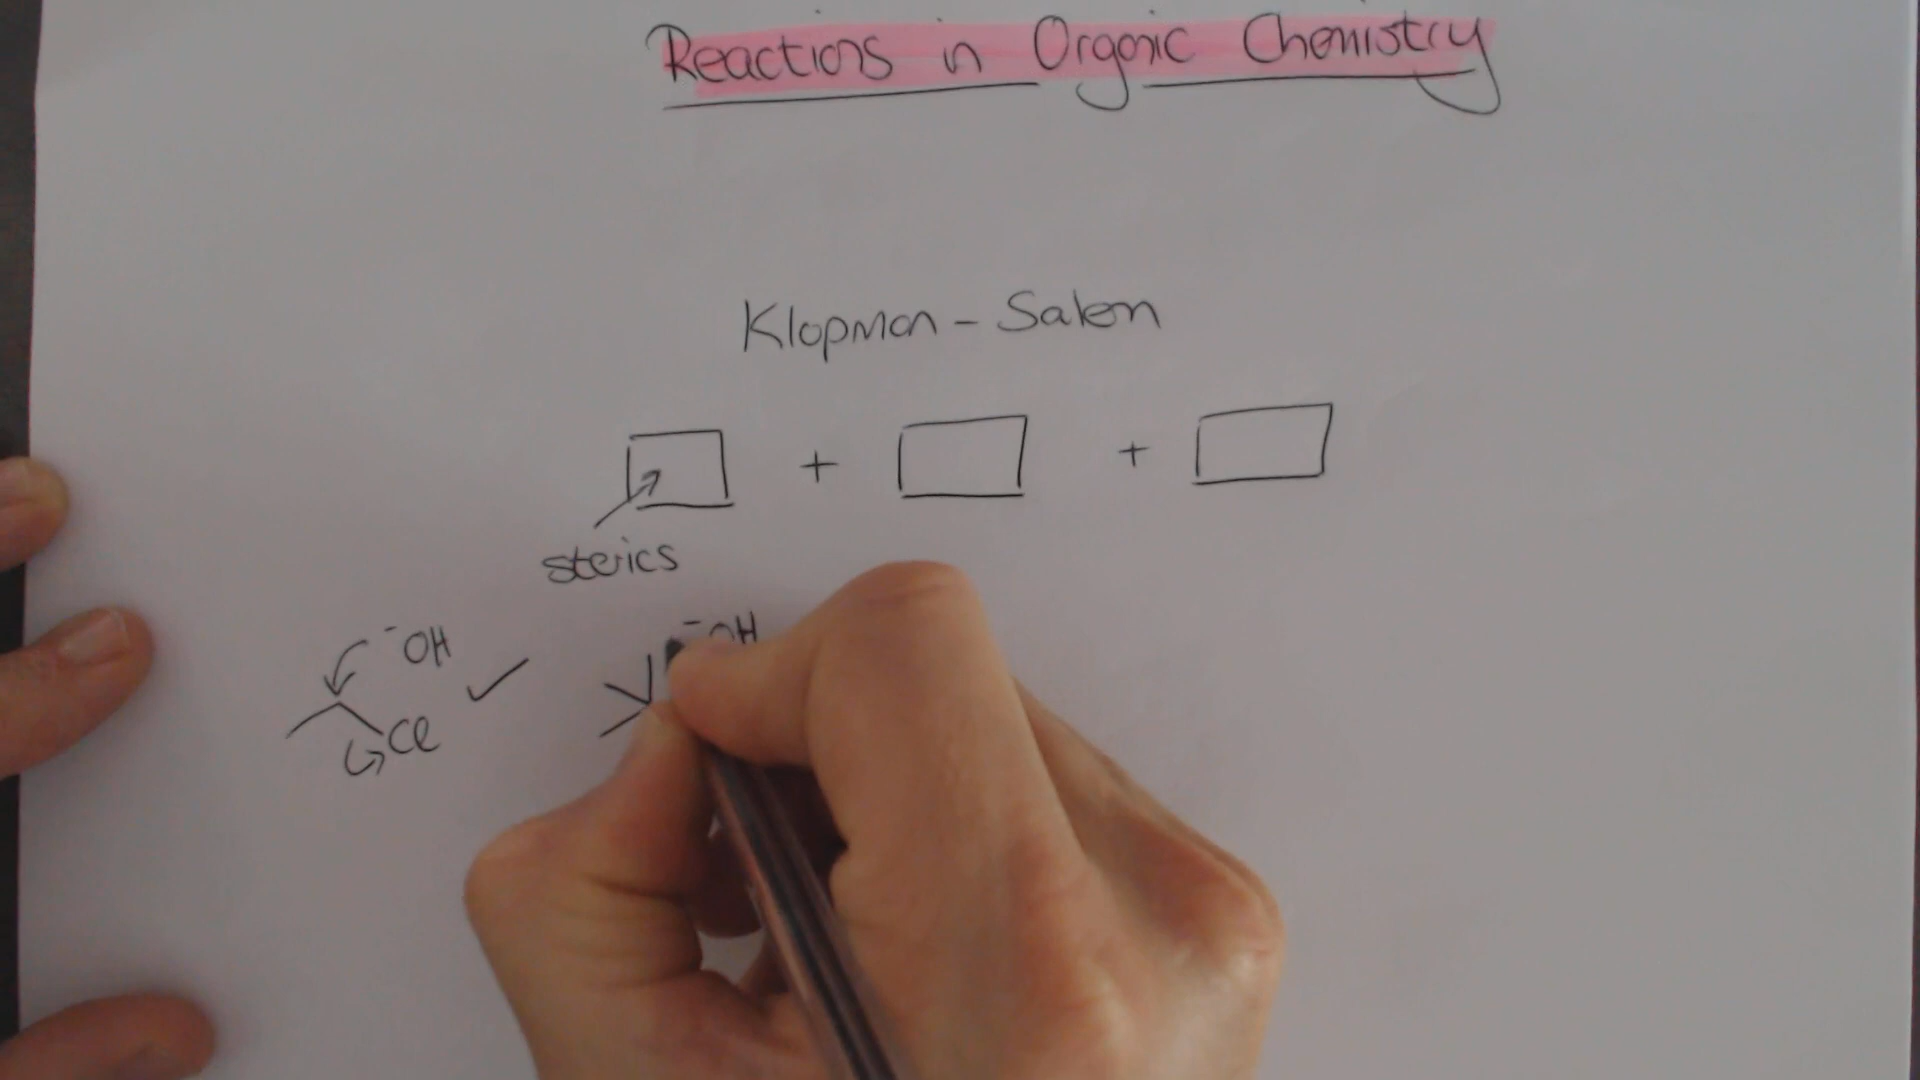 Reactions in Organic Chemistry
Klopman - Salem
+ +
sterics
-OH ✓ -OH
Cl